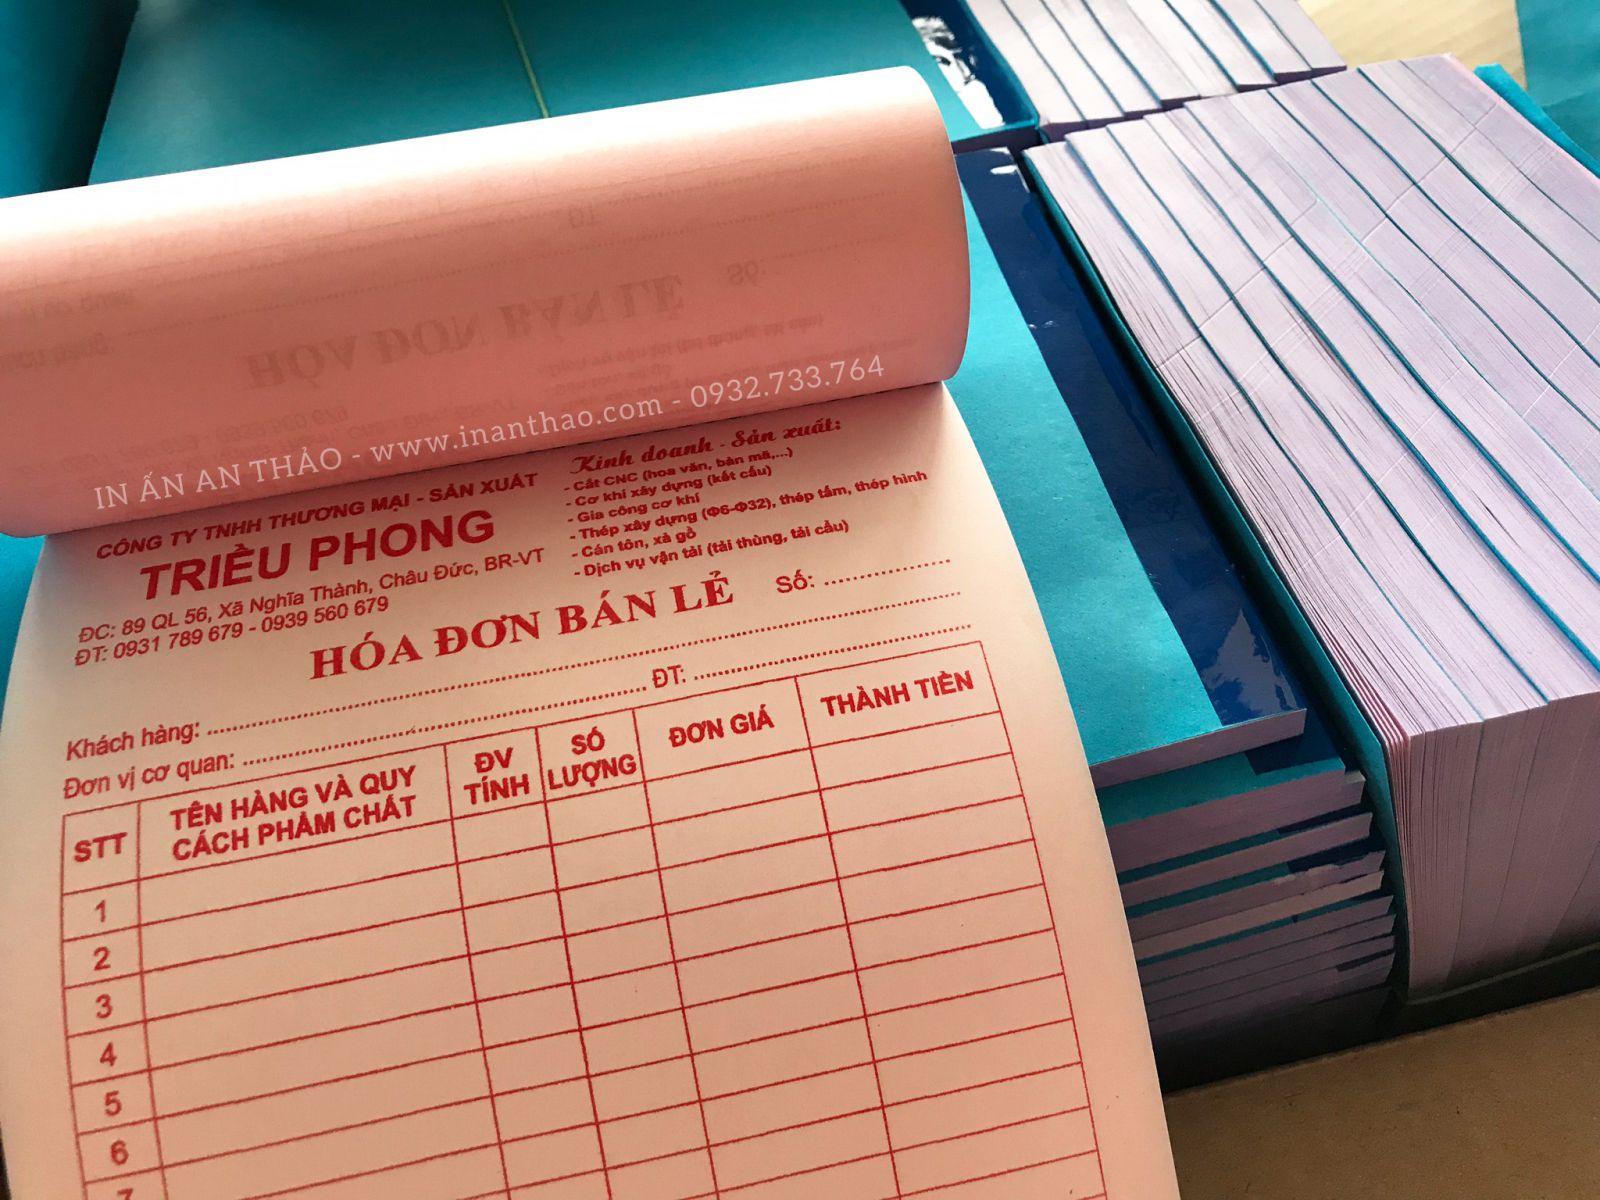 IN ẤN AN THẢO - www.inanthao.com - 0932.733.764
CÔNG TY TNHH THƯƠNG MẠI - SẢN XUẤT
TRIỀU PHONG
ĐC: 89 QL 56, Xã Nghĩa Thành, Châu Đức, BR-VT
ĐT: 0931 789 679 - 0939 560 679
Kinh doanh - Sản xuất:
- Cắt CNC (hoa văn, bản mã,...)
- Cơ khí xây dựng (kết cấu)
- Gia công cơ khí
- Thép xây dựng (Φ6-Φ32), thép tấm, thép hình
- Cán tôn, xà gồ
- Dịch vụ vận tải (tải thùng, tải cẩu)
HÓA ĐƠN BÁN LẺ
Số: ....................
Khách hàng: ....................
Đơn vị cơ quan: .................... ĐT: ....................
STT
TÊN HÀNG VÀ QUY
CÁCH PHẨM CHẤT
ĐV
TÍNH
SỐ
LƯỢNG
ĐƠN GIÁ
THÀNH TIỀN
1
2
3
4
5
6
7